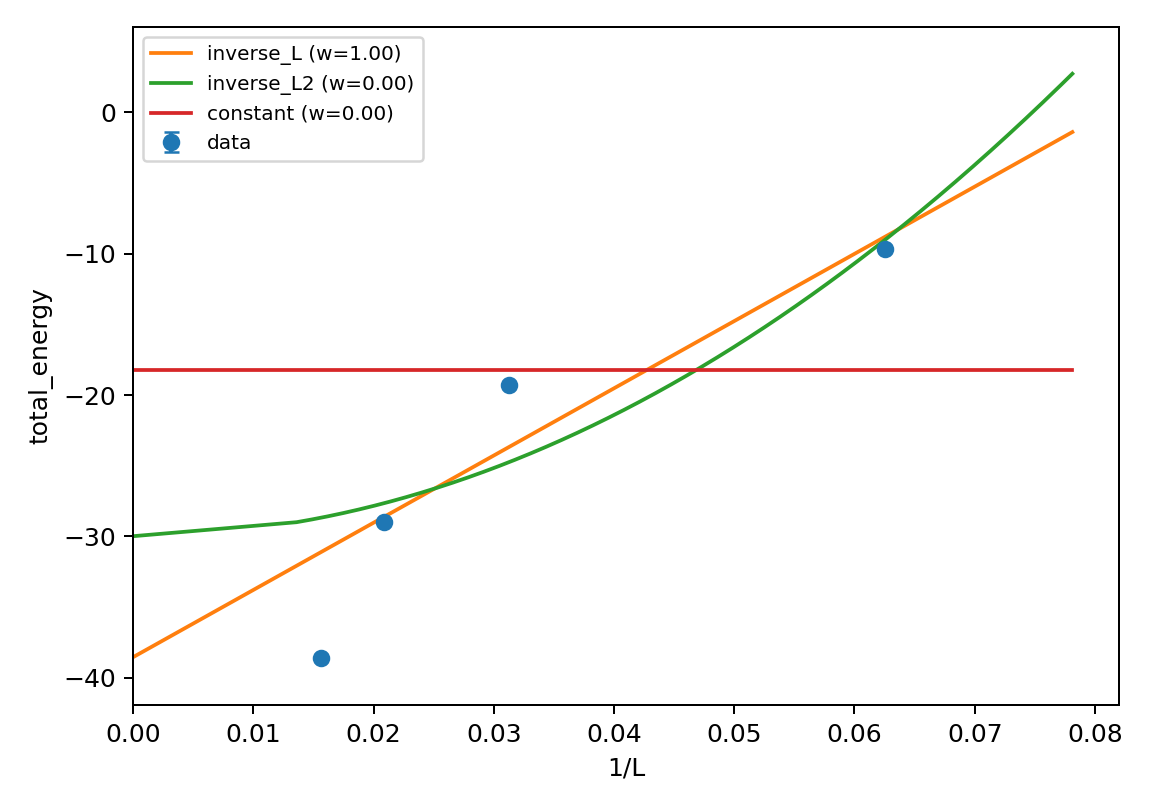 inverse_L (w=1.00)
inverse_L2 (w=0.00)
constant (w=0.00)
data
total_energy
0
−10
−20
−30
−40
0.00 0.01 0.02 0.03 0.04 0.05 0.06 0.07 0.08
1/L